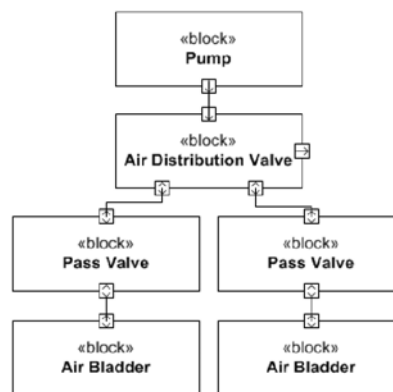 «block»
Pump
«block»
Air Distribution Valve
«block»
Pass Valve
«block»
Pass Valve
«block»
Air Bladder
«block»
Air Bladder